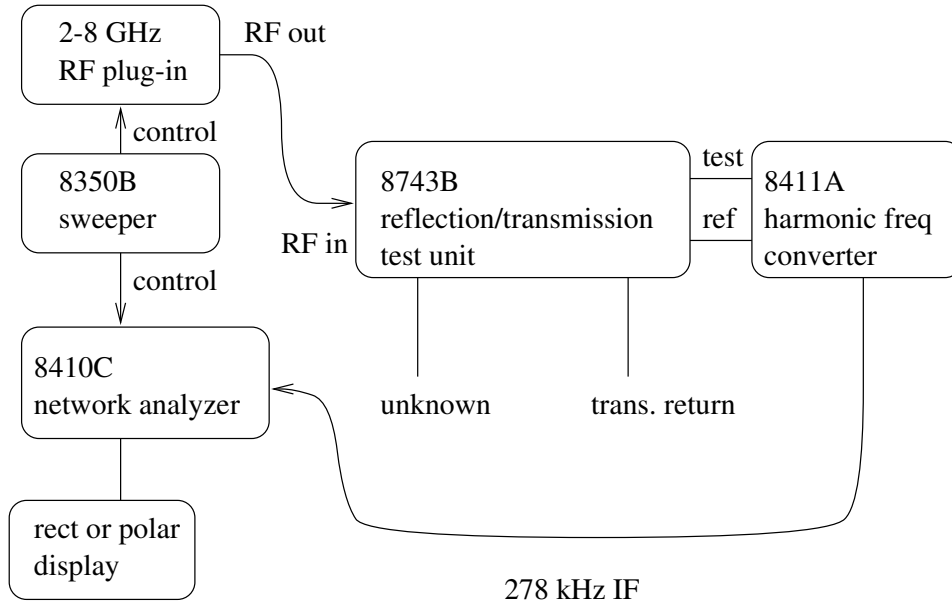 2-8 GHz
RF plug-in
RF out
control
8350B
sweeper
control
RF in
8743B
reflection/transmission
test unit
test
ref
8411A
harmonic freq
converter
8410C
network analyzer
unknown
trans. return
rect or polar
display
278 kHz IF